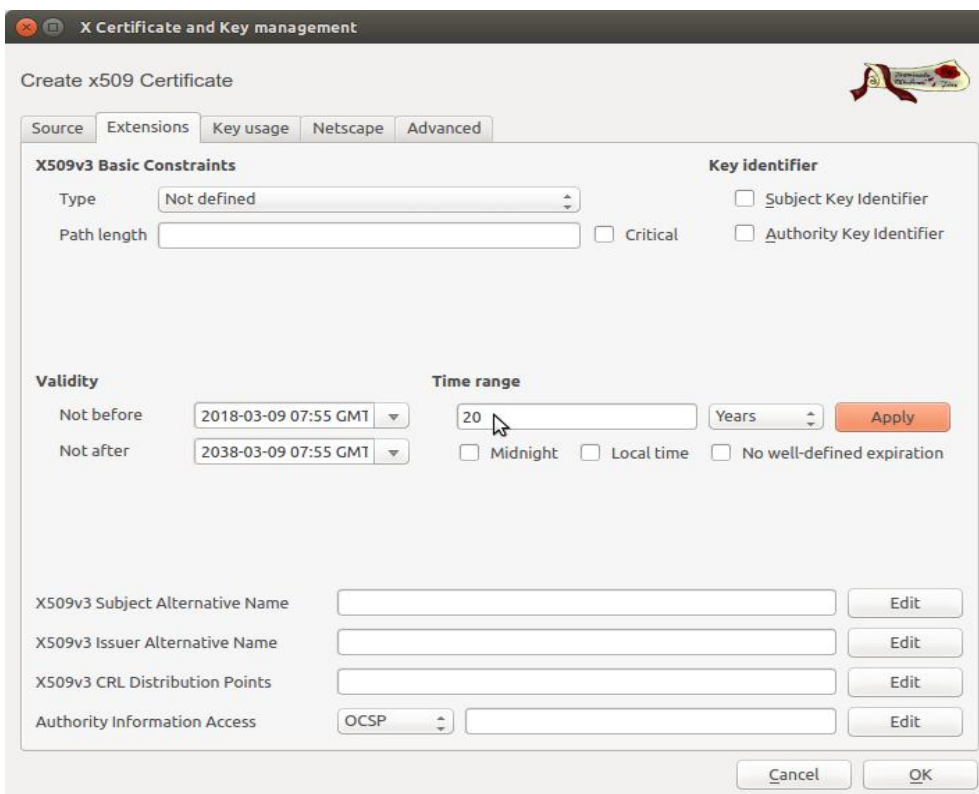 X Certificate and Key management
Create x509 Certificate
Source Extensions Key usage Netscape Advanced
X509v3 Basic Constraints Key identifier
Type Not defined Subject Key Identifier
Path length Critical Authority Key Identifier
Validity Time range
Not before 2018-03-09 07:55 GMT 20 Years Apply
Not after 2038-03-09 07:55 GMT Midnight Local time No well-defined expiration
X509v3 Subject Alternative Name Edit
X509v3 Issuer Alternative Name Edit
X509v3 CRL Distribution Points Edit
Authority Information Access OCSP Edit
Cancel OK